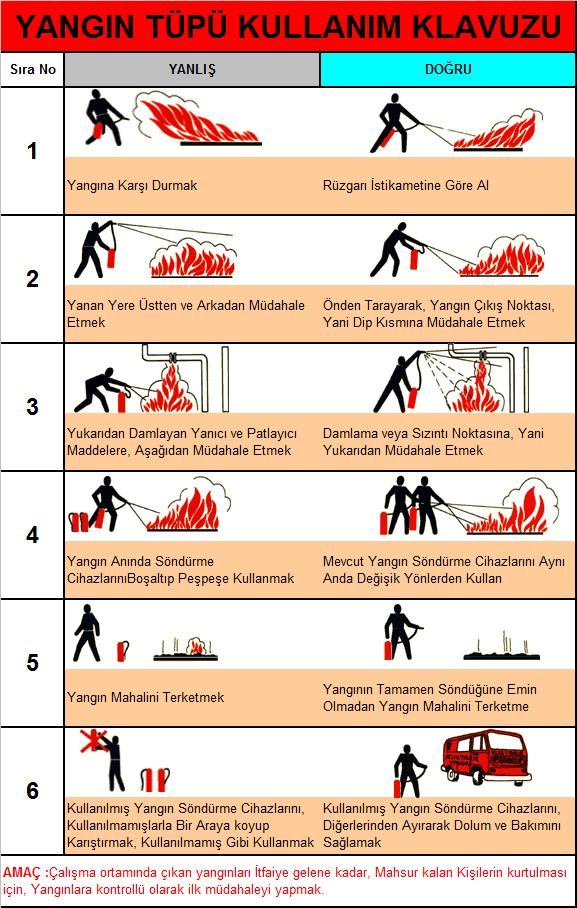 YANGIN TÜPÜ KULLANIM KLAVUZU
Sıra No YANLIŞ DOĞRU
1
Yangına Karşı Durmak
Rüzgarı İstikametine Göre Al
2
Yanan Yere Üstten ve Arkadan Müdahale
Etmek
Önden Tarayarak, Yangın Çıkış Noktası,
Yani Dip Kısmına Müdahale Etmek
3
Yukarıdan Damlayan Yanıcı ve Patlayıcı
Maddelere, Aşağıdan Müdahale Etmek
Damlama veya Sızıntı Noktasına, Yani
Yukarıdan Müdahale Etmek
4
Yangın Anında Söndürme
CihazlarınıBoşaltıp Peşpeşe Kullanmak
Mevcut Yangın Söndürme Cihazlarını Aynı
Anda Değişik Yönlerden Kullan
5
Yangın Mahalini Terketmek
Yangının Tamamen Söndüğüne Emin
Olmadan Yangın Mahalini Terketme
6
Kullanılmış Yangın Söndürme Cihazlarını,
Kullanılmamışlarla Bir Araya koyup
Karıştırmak, Kullanılmamış Gibi Kullanmak
Kullanılmış Yangın Söndürme Cihazlarını,
Diğerlerinden Ayırarak Dolum ve Bakımını
Sağlamak
AMAÇ :Çalışma ortamında çıkan yangınları İtfaiye gelene kadar, Mahsur kalan Kişilerin kurtulması
için, Yangınlara kontrollü olarak ilk müdahaleyi yapmak.